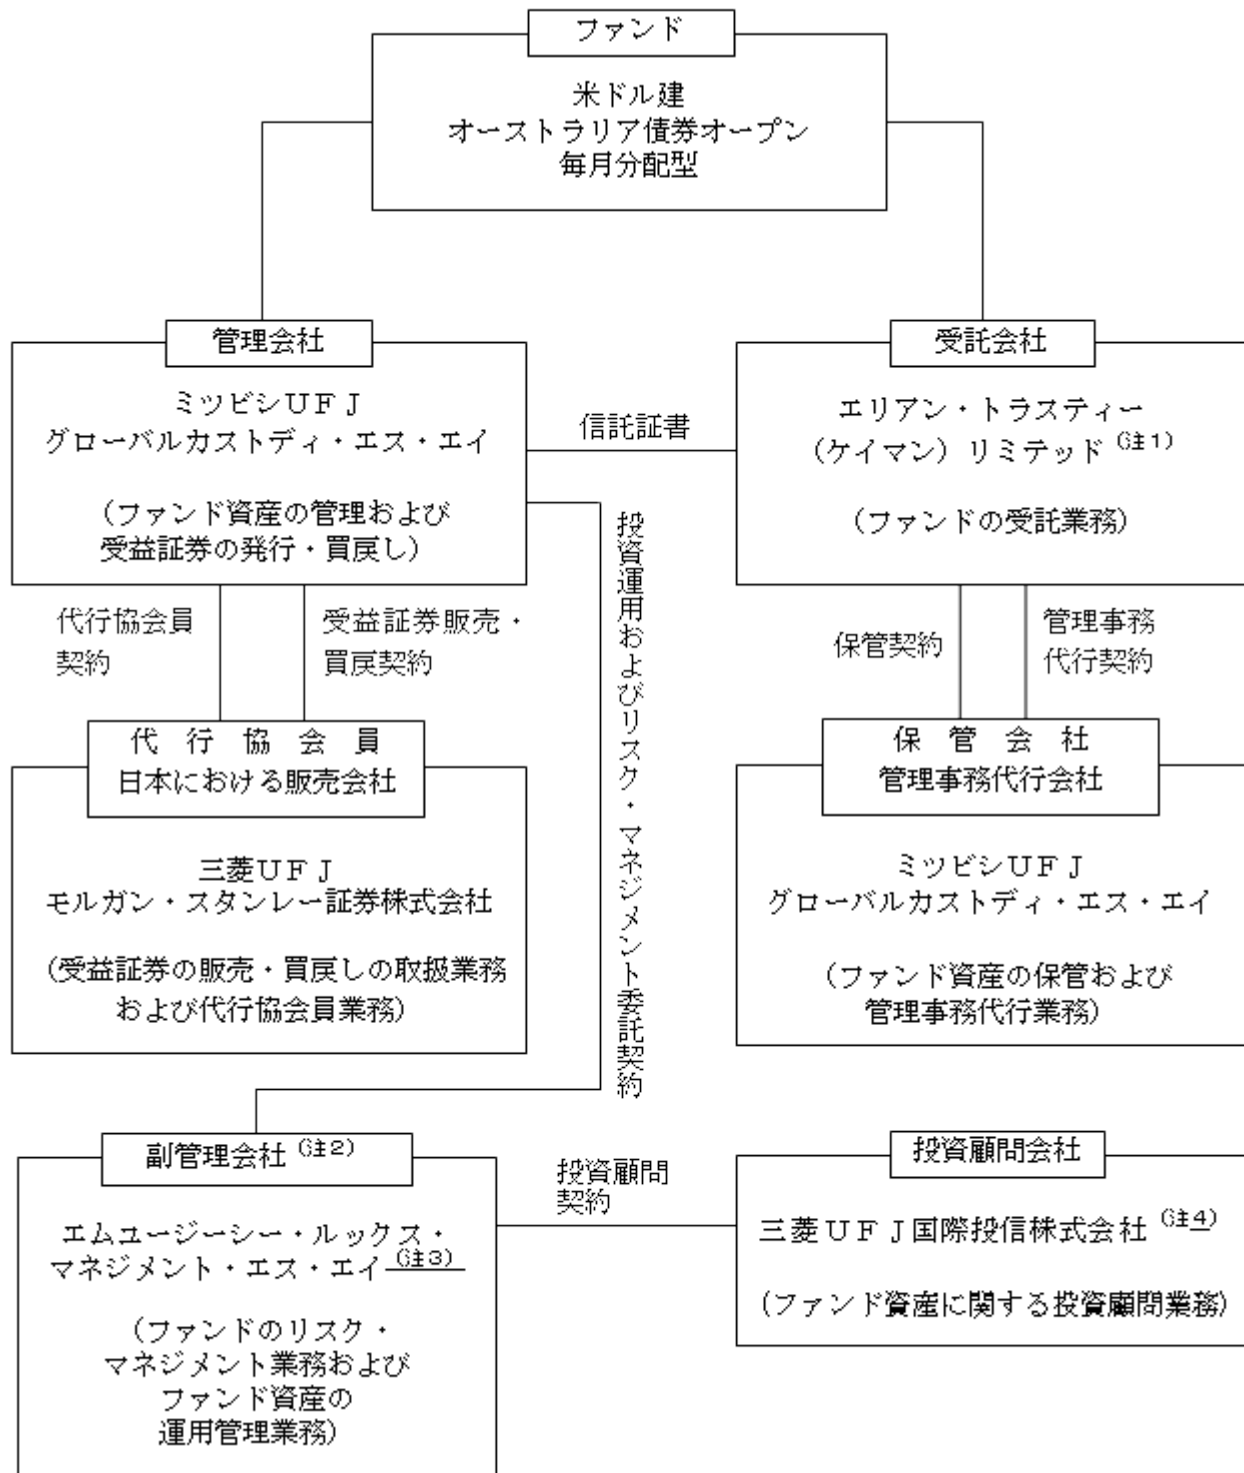 ファンド
米ドル建
オーストラリア債券オープン
毎月分配型
管理会社
ミツビシＵＦＪ
グローバルカストディ・エス・エイ
（ファンド資産の管理および
受益証券の発行・買戻し）
信託証書
受託会社
エリアン・トラスティー
（ケイマン）リミテッド（注１）
（ファンドの受託業務）
代行協会員
契約
受益証券販売・
買戻契約
投資運用およびリスク・マネジメント委託契約
保管契約
管理事務
代行契約
代行協会員
日本における販売会社
三菱ＵＦＪ
モルガン・スタンレー証券株式会社
（受益証券の販売・買戻しの取扱業務
および代行協会員業務）
保管会社
管理事務代行会社
ミツビシＵＦＪ
グローバルカストディ・エス・エイ
（ファンド資産の保管および
管理事務代行業務）
副管理会社（注２）
エムユージーシー・ルックス・
マネジメント・エス・エイ（注３）
（ファンドのリスク・
マネジメント業務および
ファンド資産の
運用管理業務）
投資顧問
契約
投資顧問会社
三菱ＵＦＪ国際投信株式会社（注４）
（ファンド資産に関する投資顧問業務）